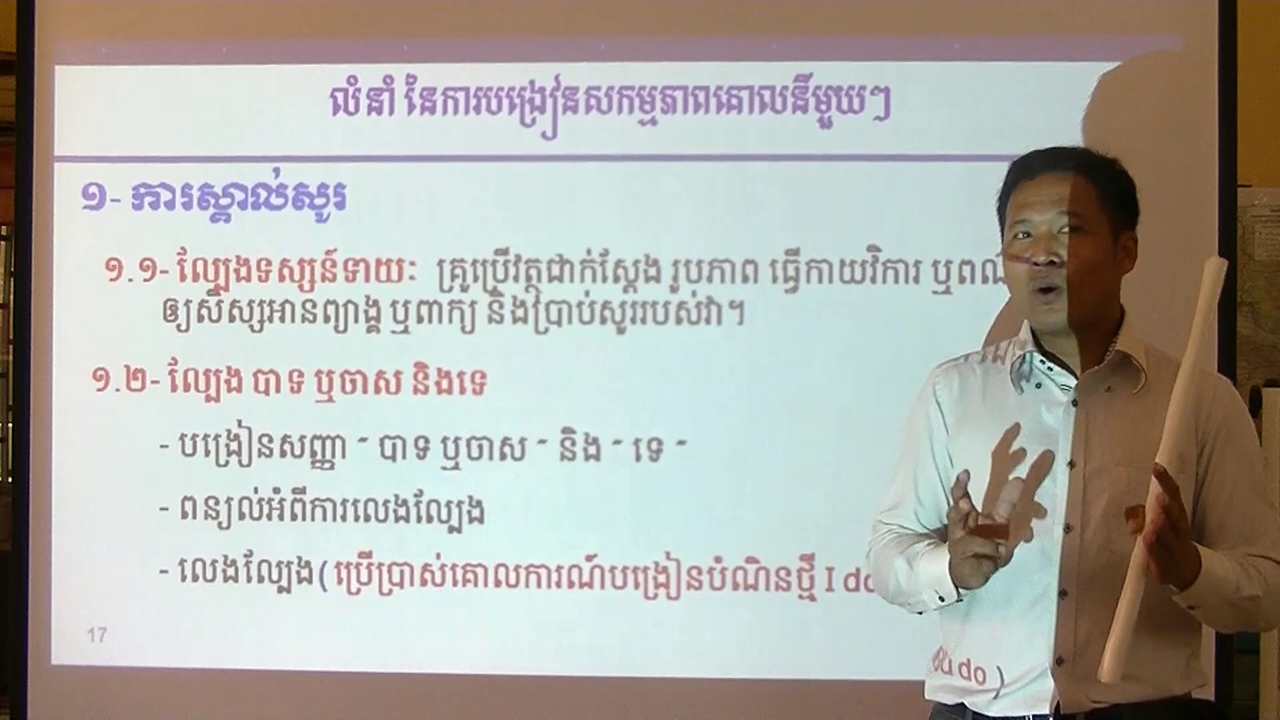 លំនាំ នៃការបង្រៀនសកម្មភាពគោលនីមួយៗ
១- ការស្គាល់សូរ
១.១- ល្បែងទស្សន៍ទាយៈ គ្រូប្រើវត្ថុជាក់ស្តែង រូបភាព ធ្វើកាយវិការ ឬពណ៌
ឲ្យសិស្សអានព្យាង្គ ឬពាក្យ និងប្រាប់សូររបស់វា។
១.២- ល្បែង បាទ ឬចាស និងទេ
- បង្រៀនសញ្ញា ˝ បាទ ឬចាស ˝ និង ˝ ទេ ˝
- ពន្យល់អំពីការលេងល្បែង
- លេងល្បែង(ប្រើប្រាស់គោលការណ៍បង្រៀនបំណិនថ្មី I do
ou do )
17